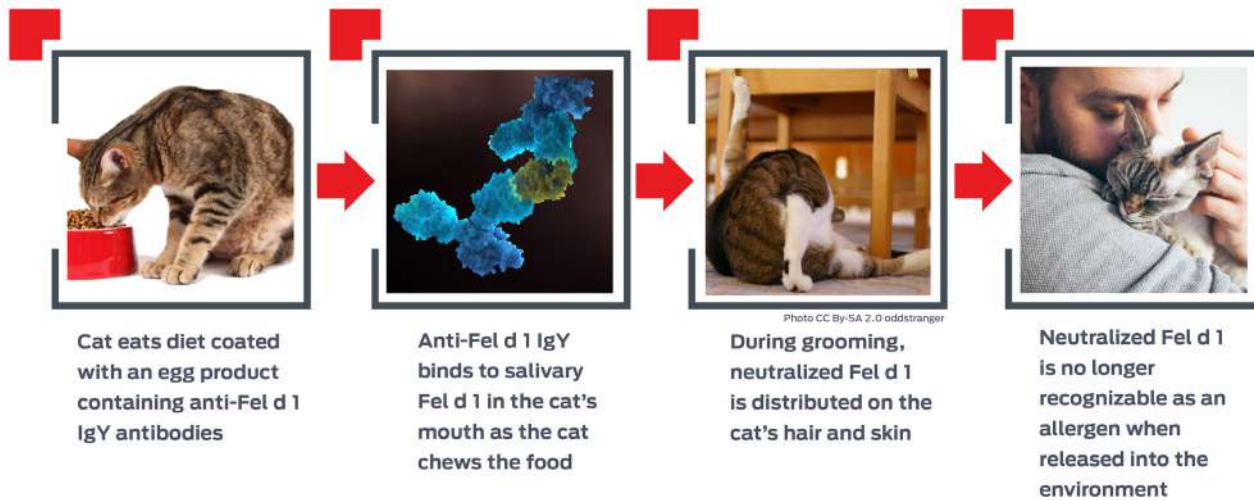 Cat eats diet coated
with an egg product
containing anti-Fel d 1
IgY antibodies
Anti-Fel d 1 IgY
binds to salivary
Fel d 1 in the cat's
mouth as the cat
chews the food
Photo CC By-SA 2.0 oddstranger
During grooming,
neutralized Fel d 1
is distributed on the
cat's hair and skin
Neutralized Fel d 1
is no longer
recognizable as an
allergen when
released into the
environment